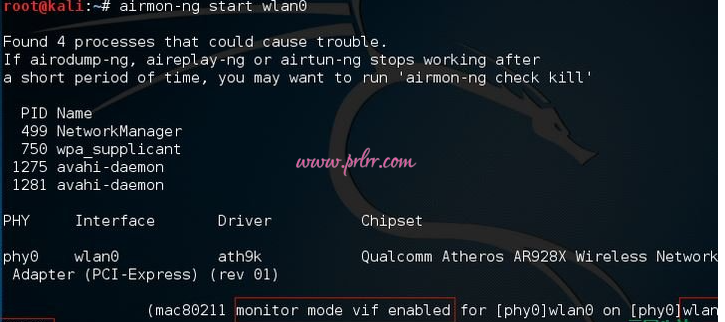 root@kali:~# airmon-ng start wlan0
Found 4 processes that could cause trouble.
If airodump-ng, aireplay-ng or airtun-ng stops working after
a short period of time, you may want to run 'airmon-ng check kill'
PID Name
499 NetworkManager
750 wpa_supplicant
1275 avahi-daemon
1281 avahi-daemon
www.prlrr.com
PHY Interface Driver Chipset
phy0 wlan0 ath9k Qualcomm Atheros AR928X Wireless Network
Adapter (PCI-Express) (rev 01)
(mac80211 monitor mode vif enabled for [phy0]wlan0 on [phy0]wlan